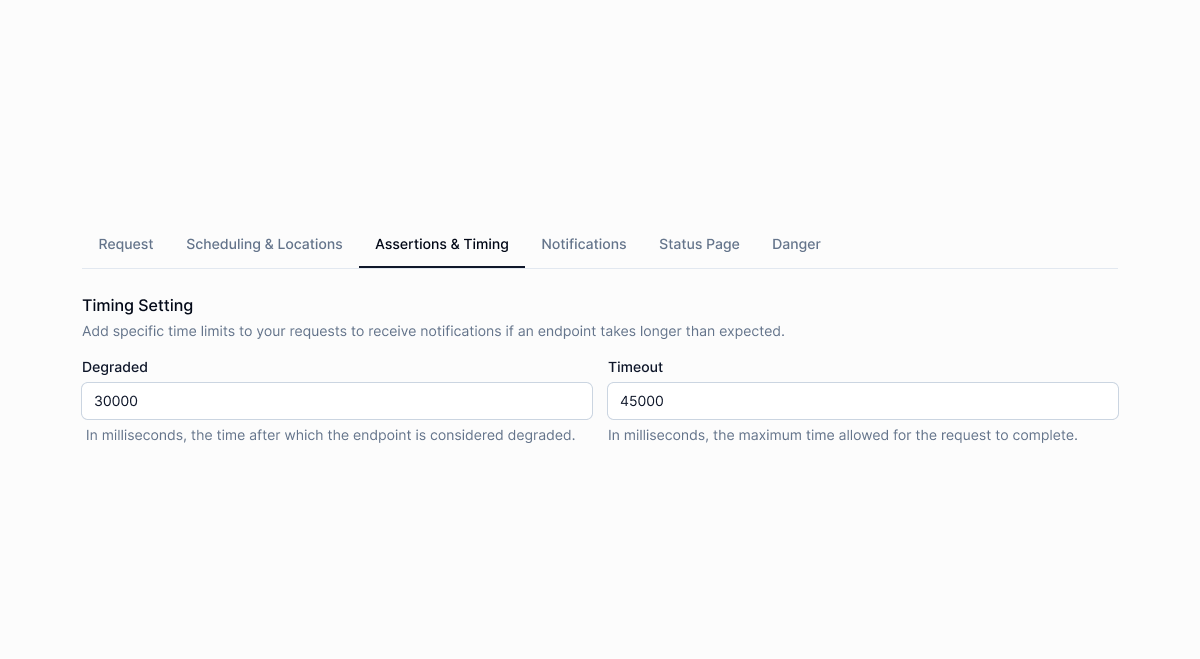 Request Scheduling & Locations Assertions & Timing Notifications Status Page Danger
Timing Setting
Add specific time limits to your requests to receive notifications if an endpoint takes longer than expected.
Degraded Timeout
30000 45000
In milliseconds, the time after which the endpoint is considered degraded. In milliseconds, the maximum time allowed for the request to complete.